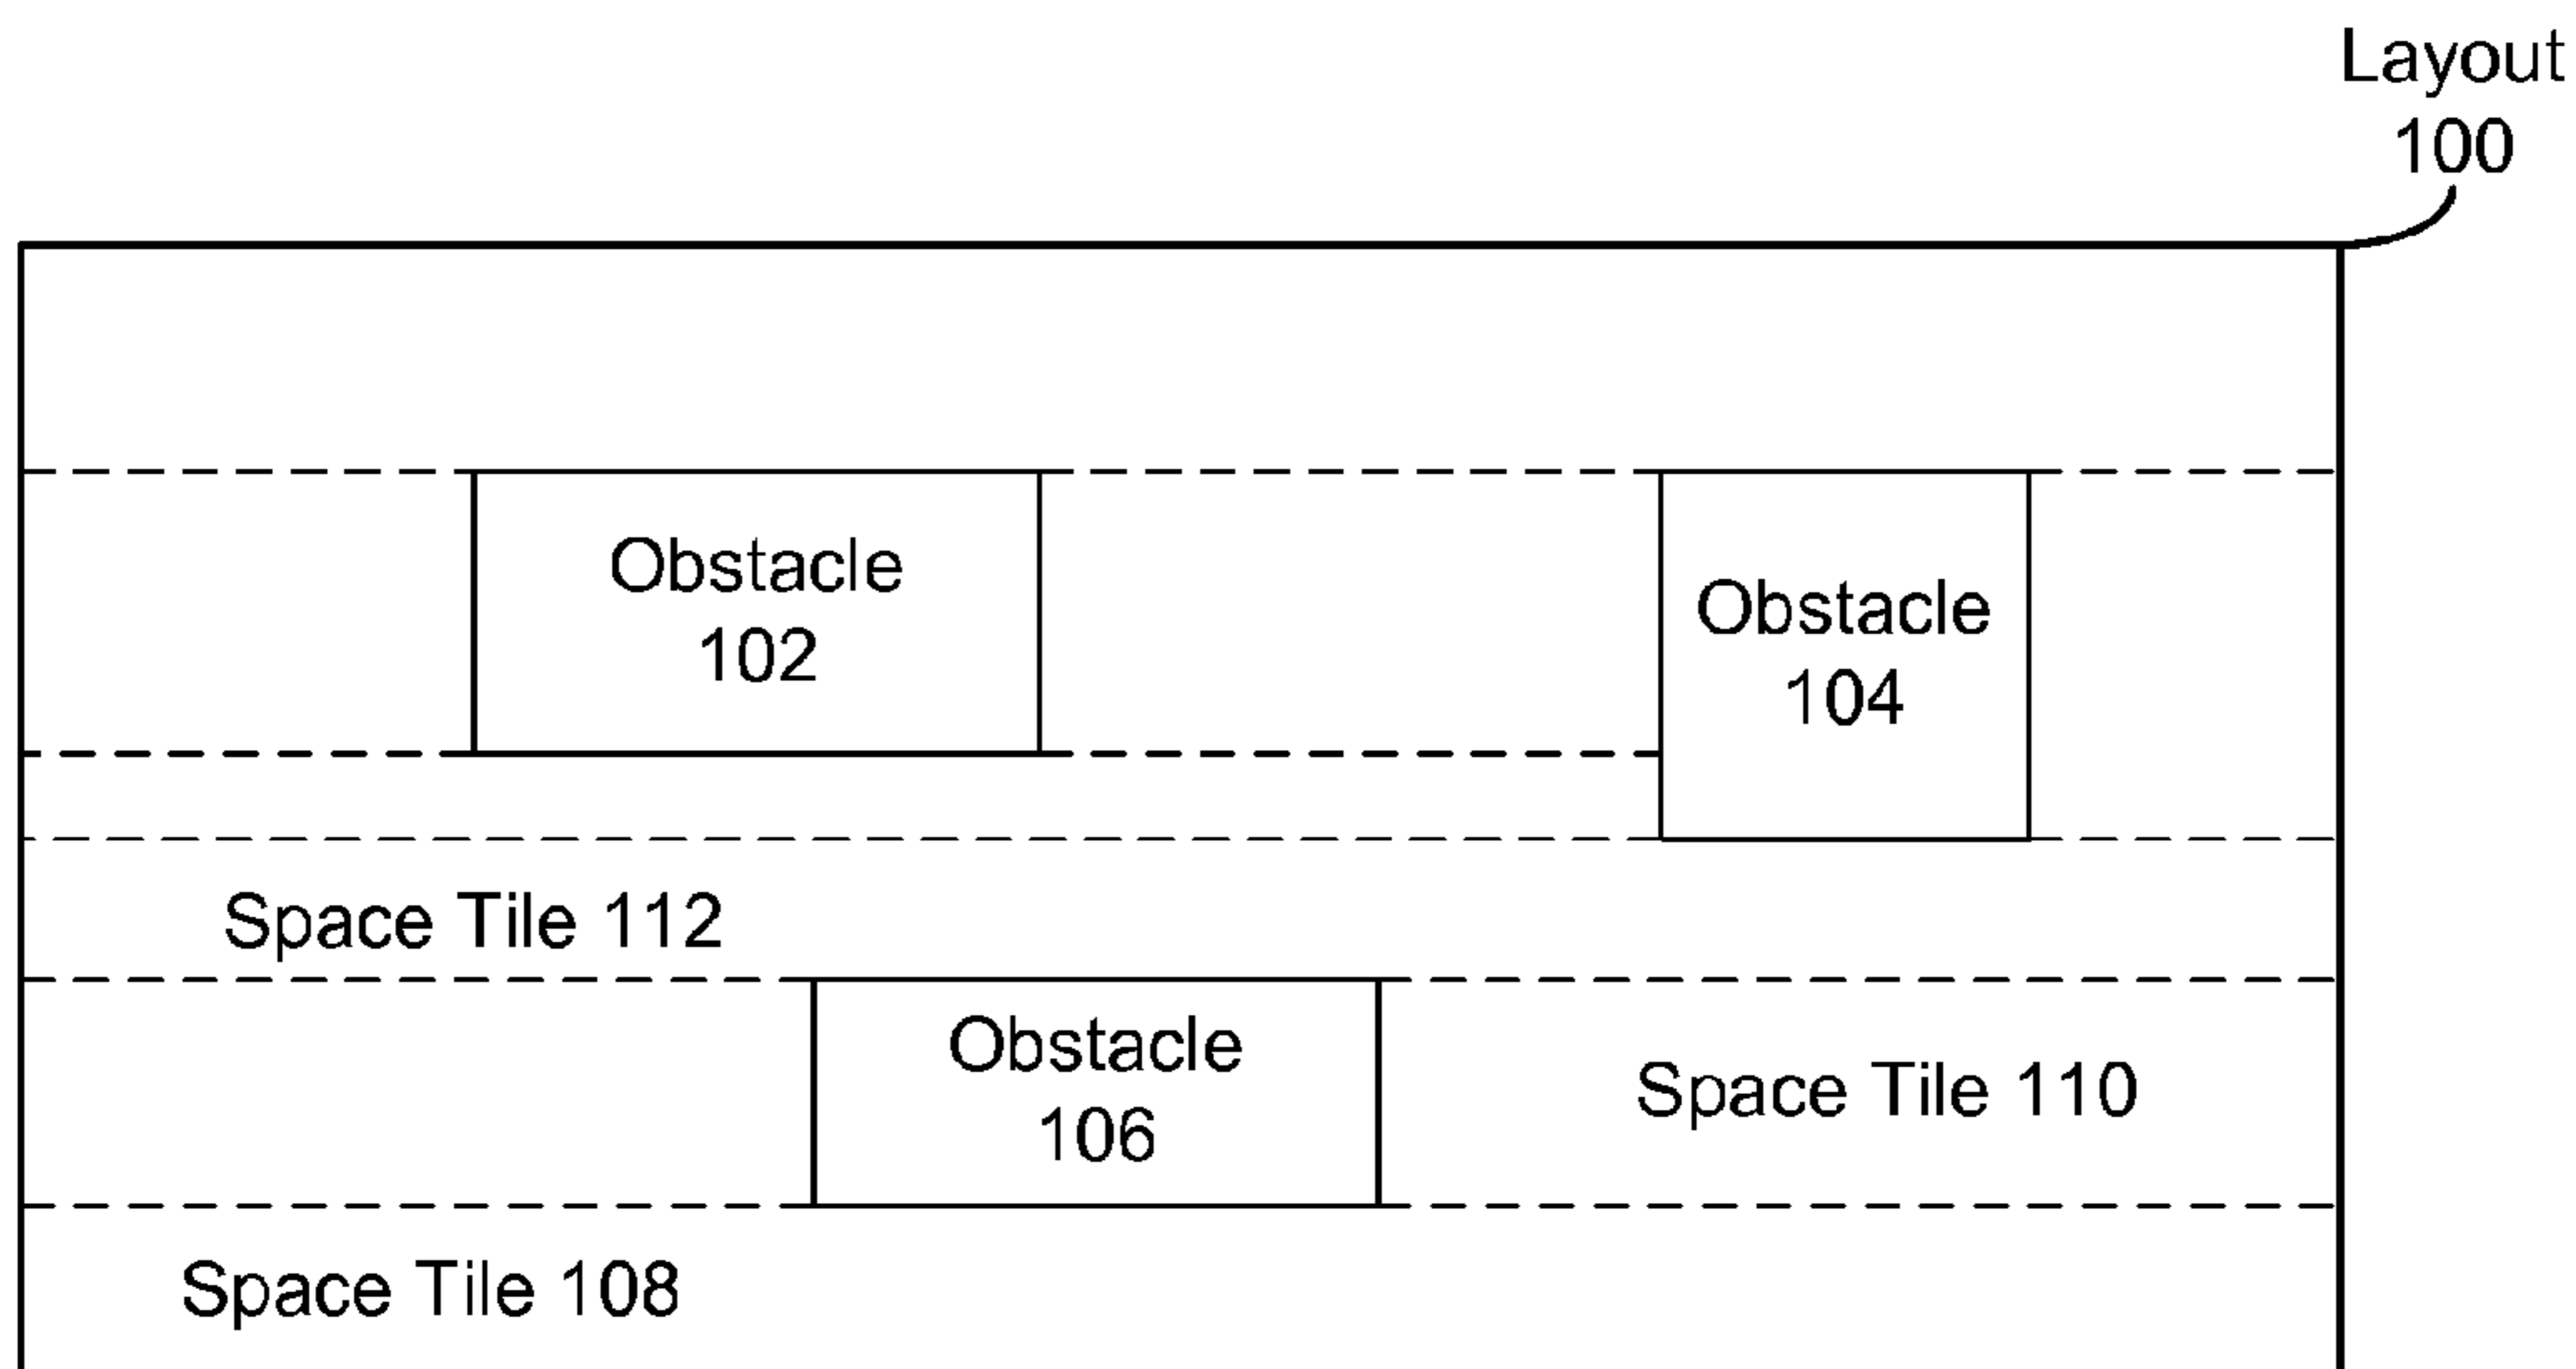 Layout
100
Obstacle
102
Obstacle
104
Space Tile 112
Obstacle
106
Space Tile 110
Space Tile 108